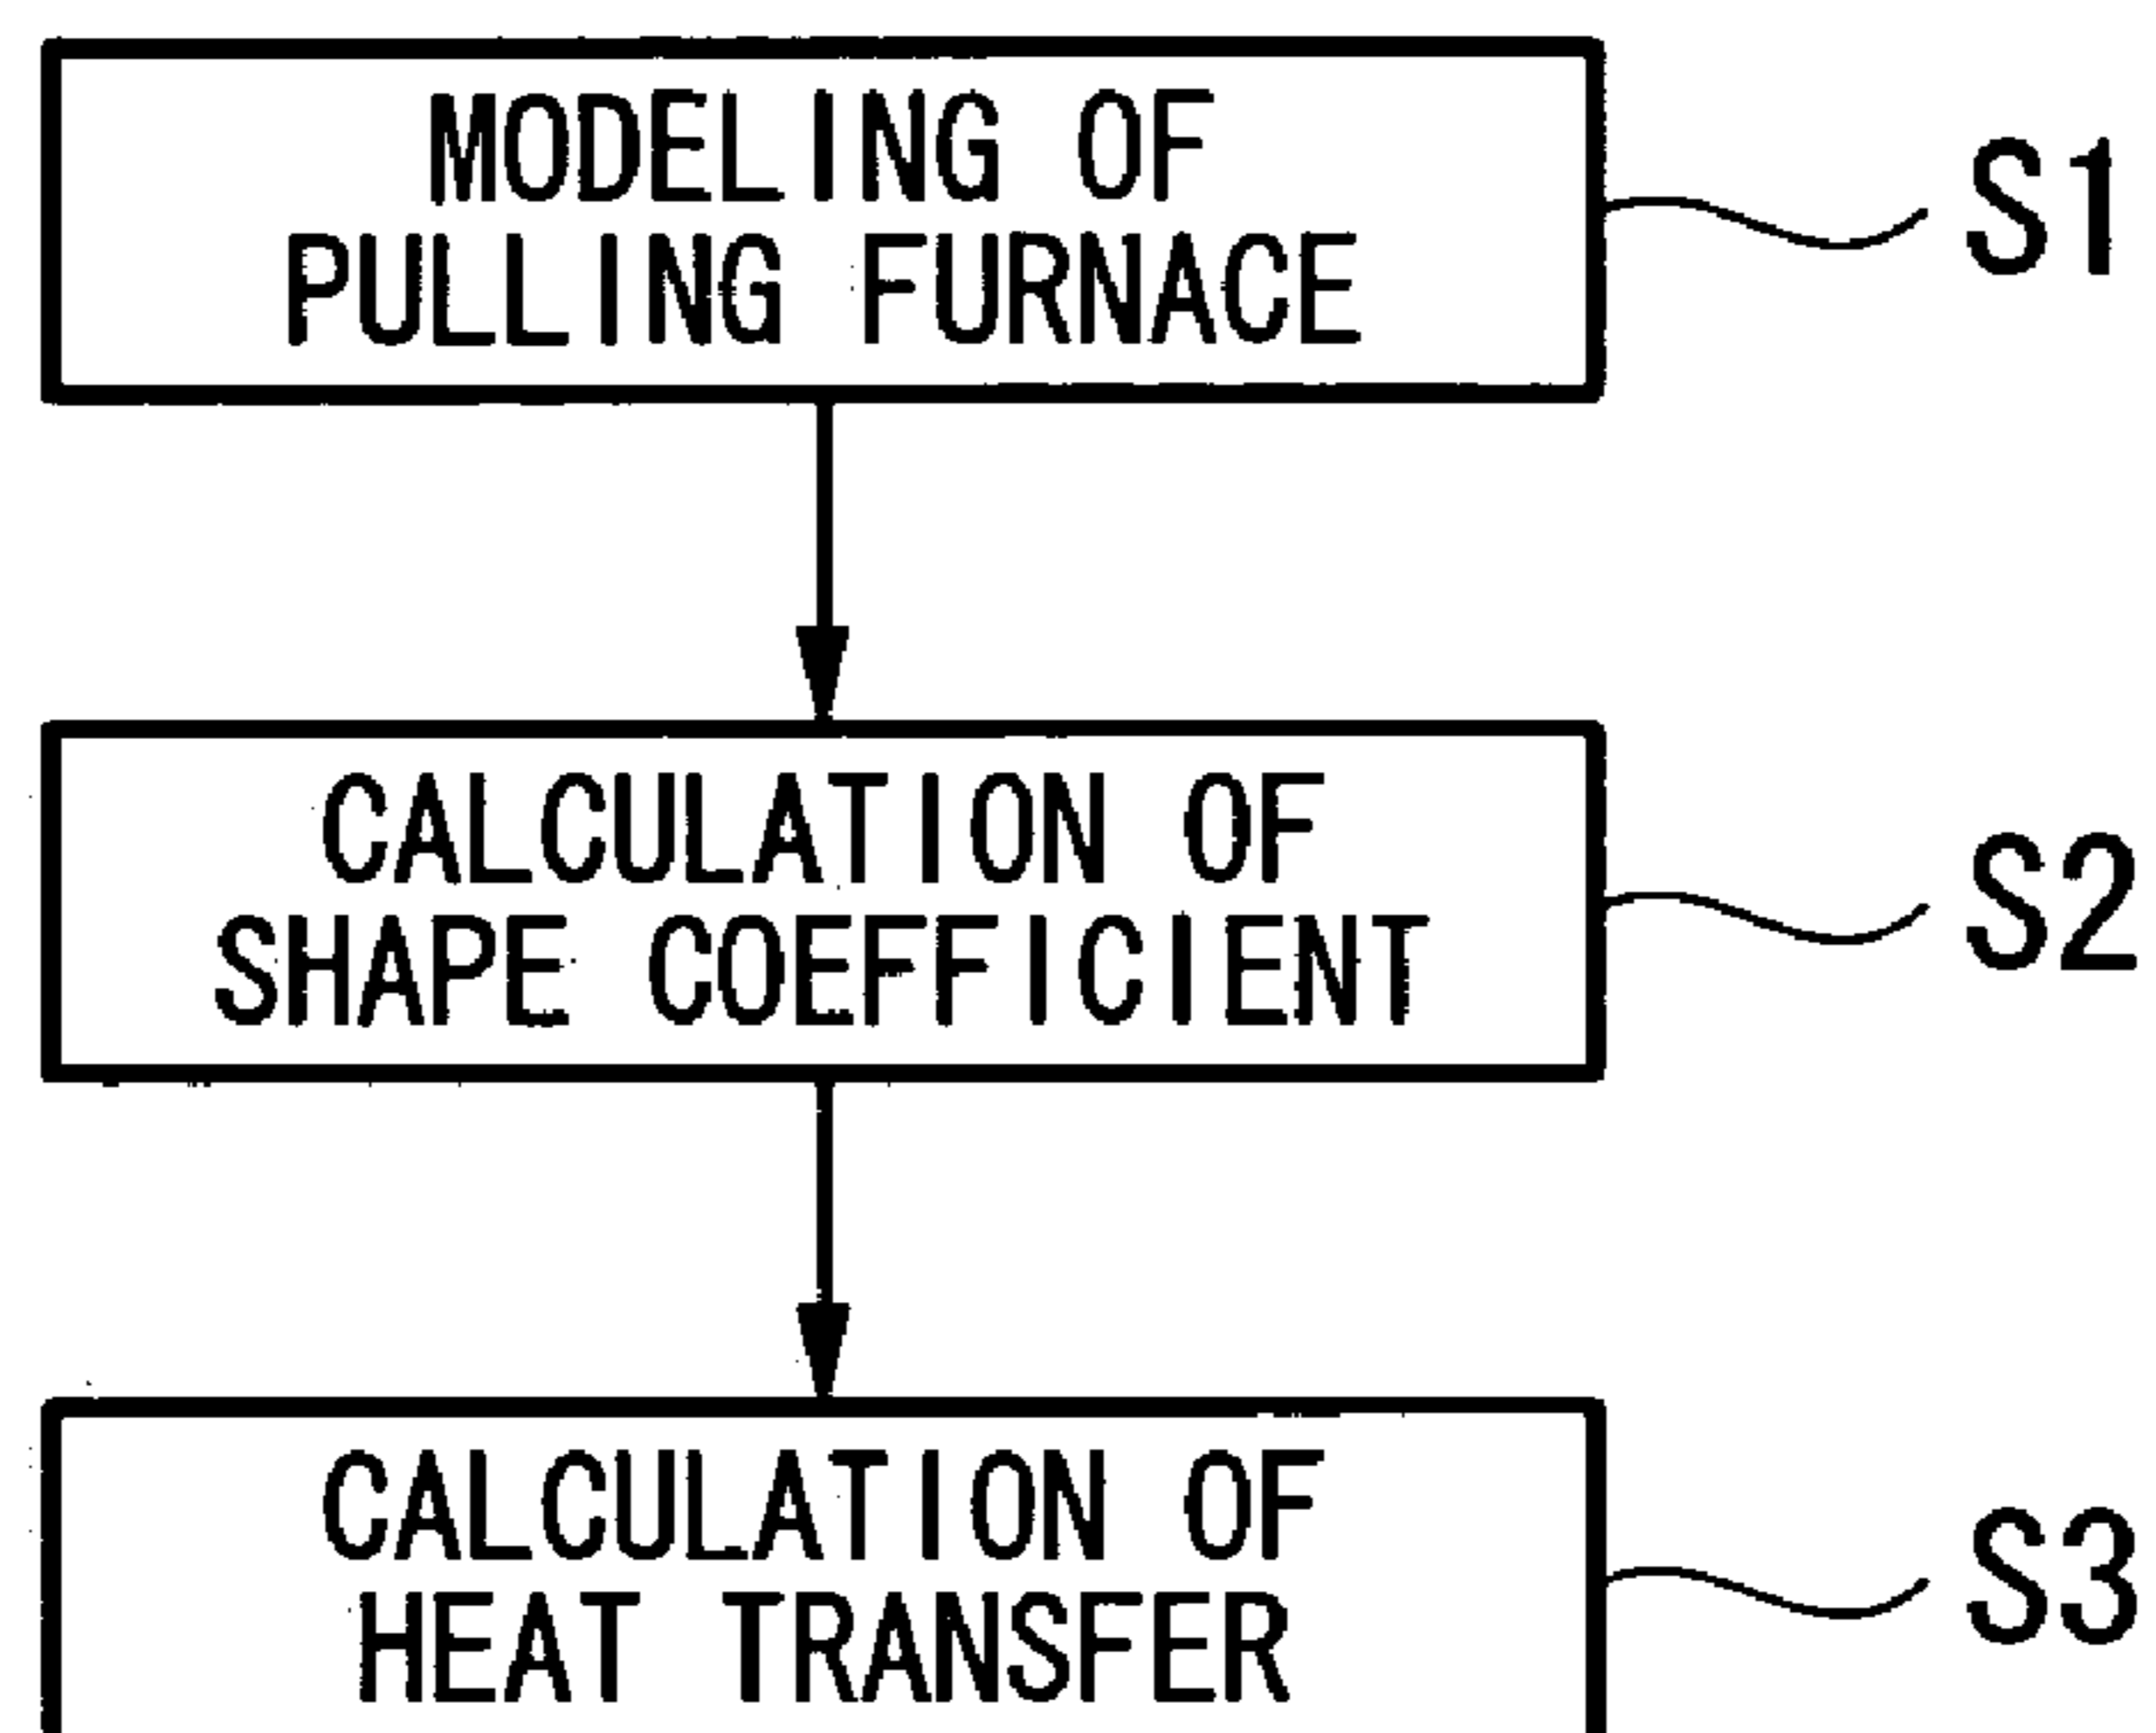 MODELING OF
PULLING FURNACE
S1
CALCULATION OF
SHAPE COEFFICIENT
S2
CALCULATION OF
HEAT TRANSFER
S3